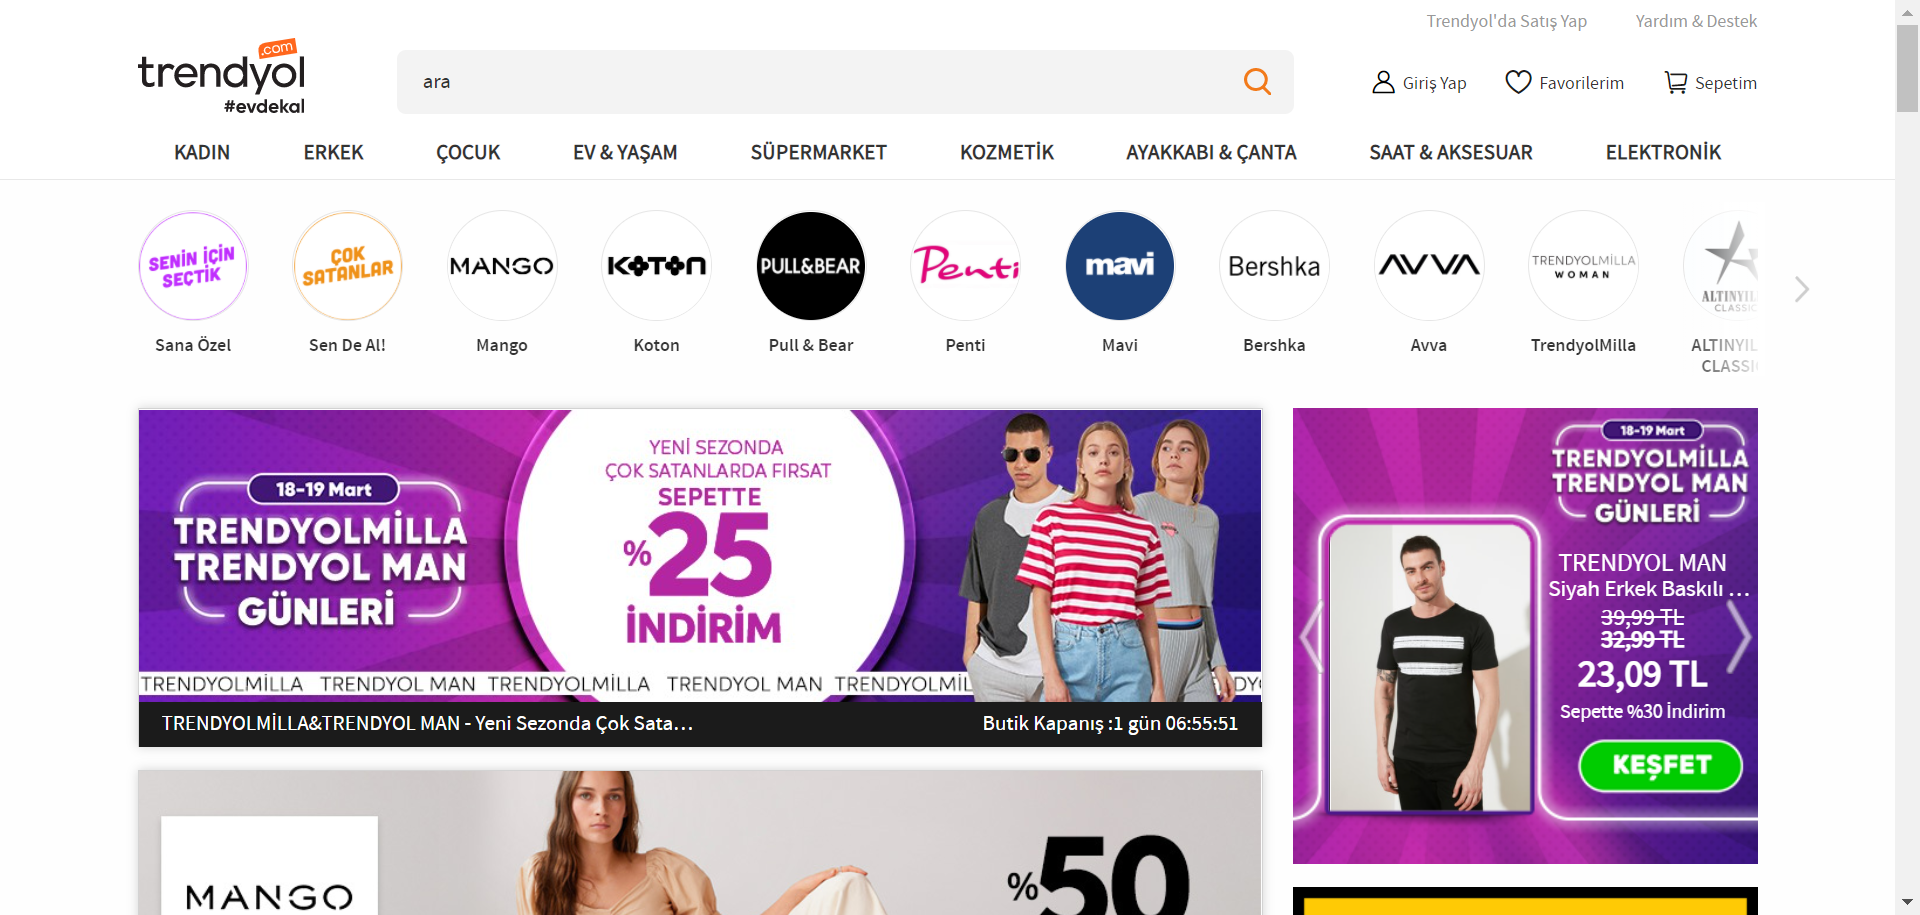 Trendyol'da Satış Yap Yardım & Destek
trendyol .com
#evdekal
ara
Giriş Yap Favorilerim Sepetim
KADIN ERKEK ÇOCUK EV & YAŞAM SÜPERMARKET KOZMETİK AYAKKABI & ÇANTA SAAT & AKSESUAR ELEKTRONİK
SENİN İÇİN
SEÇTİK
ÇOK
SATANLAR
MANGO
KOTON
PULL&BEAR
Penti
mavi
Bershka
AVVA
TRENDYOLMİLLA
WOMAN
CLASSIC
Sana Özel
Sen De Al!
Mango
Koton
Pull & Bear
Penti
Mavi
Bershka
Avva
TrendyolMilla
YENİ SEZONDA
ÇOK SATANLARDA FIRSAT
SEPETTE
%25
İNDİRİM
18-19 Mart
TRENDYOLMİLLA
TRENDYOL MAN
GÜNLERİ
TRENDYOLMİLLA TRENDYOL MAN TRENDYOLMİLLA TRENDYOL MAN TRENDYOLMİL DY
TRENDYOLMİLLA&TRENDYOL MAN - Yeni Sezonda Çok Sata...
Butik Kapanış :1 gün 06:55:51
18-19 Mart
TRENDYOLMİLLA
TRENDYOL MAN
GÜNLERİ
TRENDYOL MAN
Siyah Erkek Baskılı ...
39,99 TL
32,99 TL
23,09 TL
Sepette %30 İndirim
KEŞFET
MANGO
%50